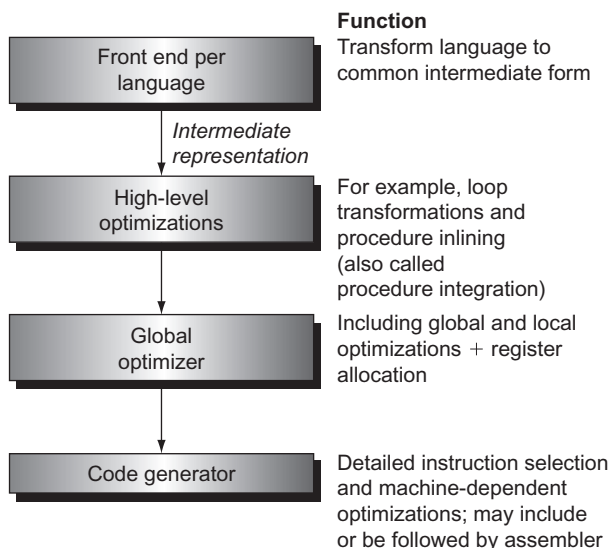 Function
Front end per
language
Transform language to
common intermediate form
Intermediate
representation
High-level
optimizations
For example, loop
transformations and
procedure inlining
(also called
procedure integration)
Global
optimizer
Including global and local
optimizations + register
allocation
Code generator
Detailed instruction selection
and machine-dependent
optimizations; may include
or be followed by assembler